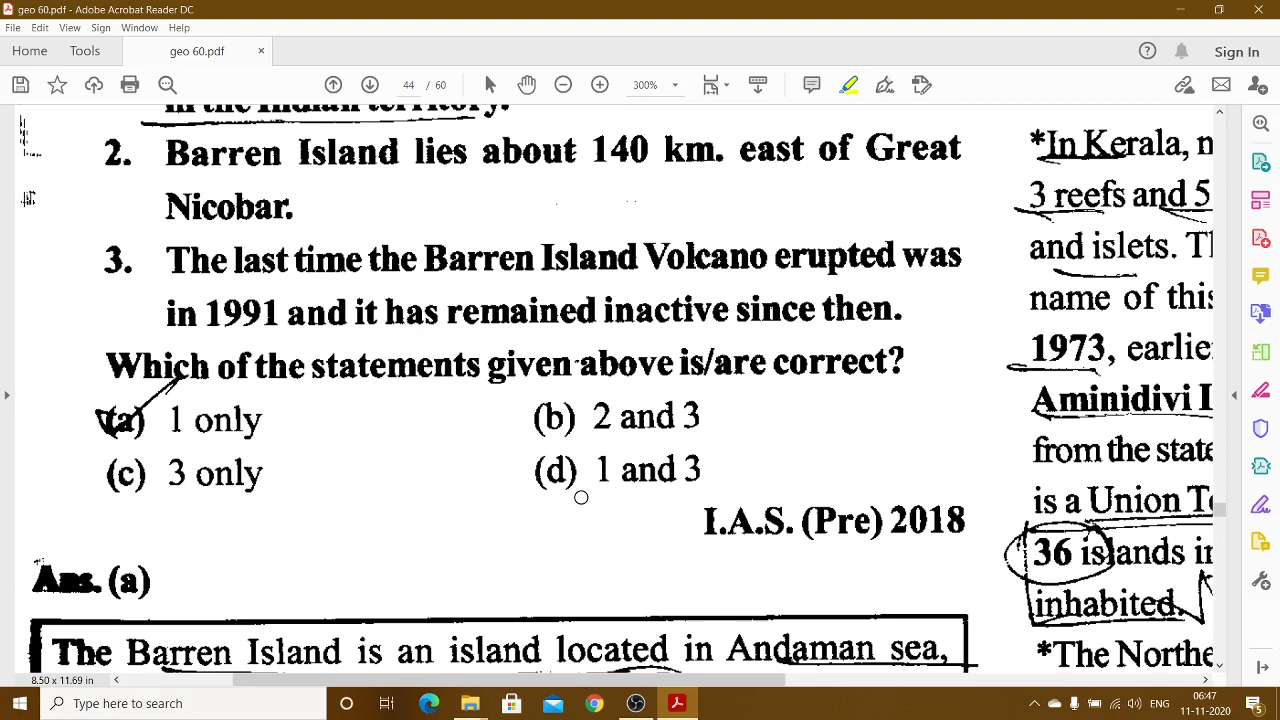 geo 60.pdf - Adobe Acrobat Reader DC
File Edit View Sign Window Help
Home Tools geo 60.pdf × Sign In
44 / 60 300%
in the Indian territory.
2. Barren Island lies about 140 km. east of Great
Nicobar.
3. The last time the Barren Island Volcano erupted was
in 1991 and it has remained inactive since then.
Which of the statements given above is/are correct?
(a) 1 only (b) 2 and 3
(c) 3 only (d) 1 and 3
I.A.S. (Pre) 2018
Ans. (a)
The Barren Island is an island located in Andaman sea,
*In Kerala,
3 reefs and 5
and islets.
name of this
1973, earlier
Aminidivi
from the state
is a Union
36 islands
inhabited.
*The
8.50 x 11.69 in
Type here to search
ENG 06:47
11-11-2020
5